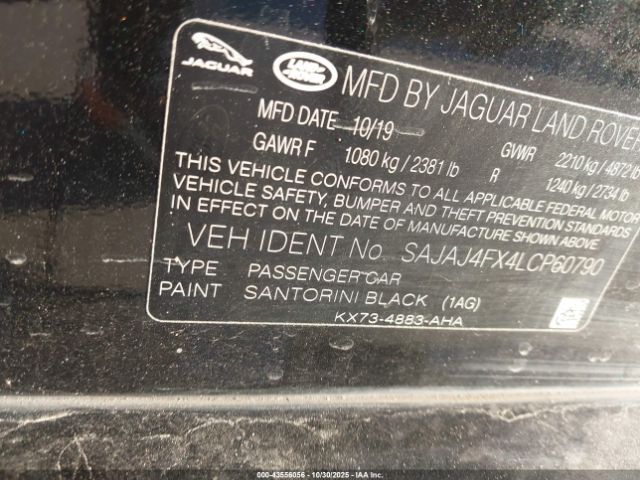 JAGUAR
LAND ROVER
MFD BY JAGUAR LAND ROVER
MFD DATE 10/19
GAWR F 1080 kg / 2381 lb
GVWR 2210 kg / 4872 lb
R 1240 kg / 2734 lb
THIS VEHICLE CONFORMS TO ALL APPLICABLE FEDERAL MOTOR
VEHICLE SAFETY, BUMPER AND THEFT PREVENTION STANDARDS
IN EFFECT ON THE DATE OF MANUFACTURE SHOWN ABOVE
VEH IDENT No. SAJAJ4FX4LCP60790
TYPE PASSENGER CAR
PAINT SANTORINI BLACK (1AG)
KX73-4883-AHA
000-43556056 | 10/30/2025 | IAA, Inc.